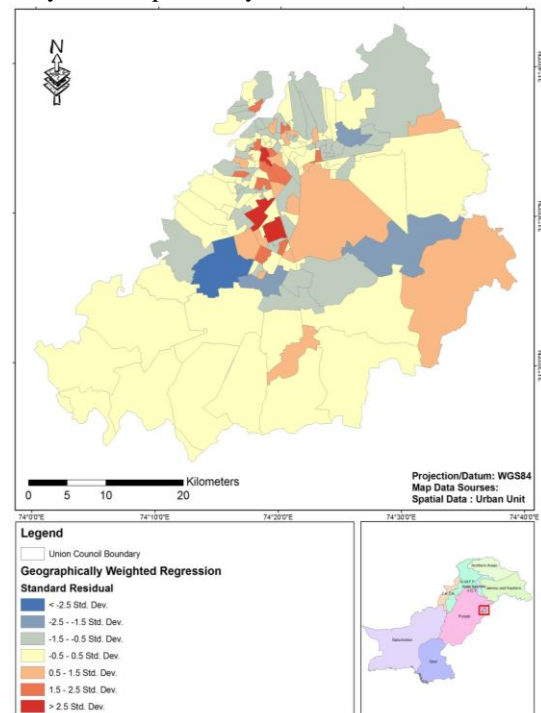 N
Kilometers
0 5 10 20
Projection/Datum: WGS84
Map Data Sourses:
Spatial Data : Urban Unit
74°0'0"E 74°10'0"E 74°20'0"E 74°30'0"E 74°40'0"E
Legend
Union Council Boundary
Geographically Weighted Regression
Standard Residual
< -2.5 Std. Dev.
-2.5 - -1.5 Std. Dev.
-1.5 - -0.5 Std. Dev.
-0.5 - 0.5 Std. Dev.
0.5 - 1.5 Std. Dev.
1.5 - 2.5 Std. Dev.
> 2.5 Std. Dev.
Northern Areas
Punjab
Balochistan
Sind